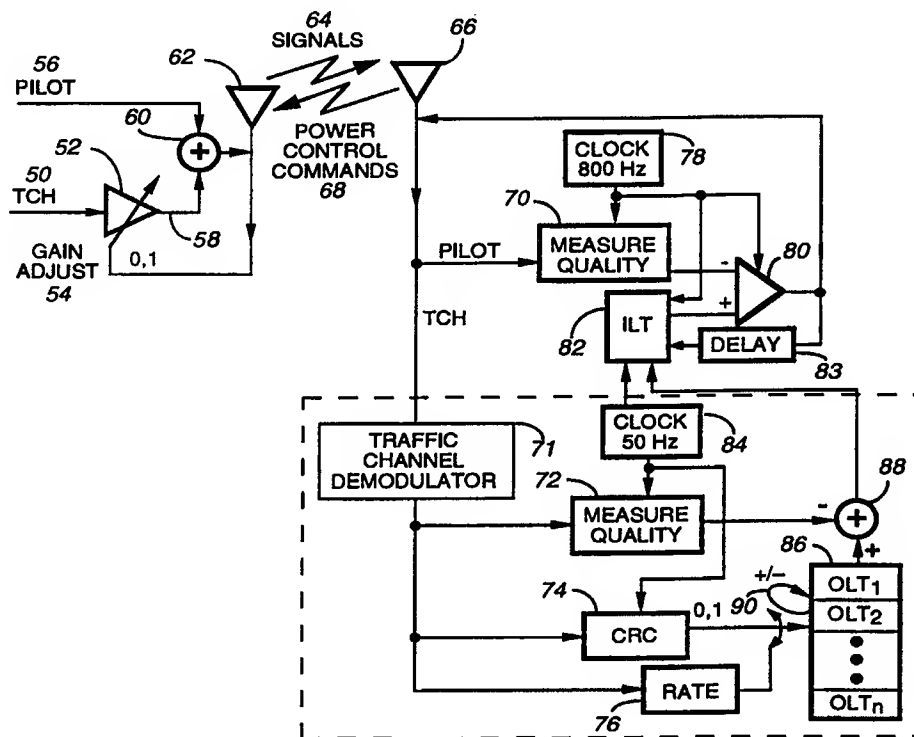 64
SIGNALS
62
66
56
PILOT
60
+
52
50
TCH
58
GAIN
ADJUST
54
0,1
POWER
CONTROL
COMMANDS
68
CLOCK
800 Hz
78
70
PILOT
MEASURE
QUALITY
-
+
80
TCH
82
ILT
DELAY
83
TRAFFIC
CHANNEL
DEMODULATOR
71
CLOCK
50 Hz
84
72
MEASURE
QUALITY
-
+
88
+
86
OLT1
OLT2
OLTn
+/-
90
74
CRC
0,1
RATE
76